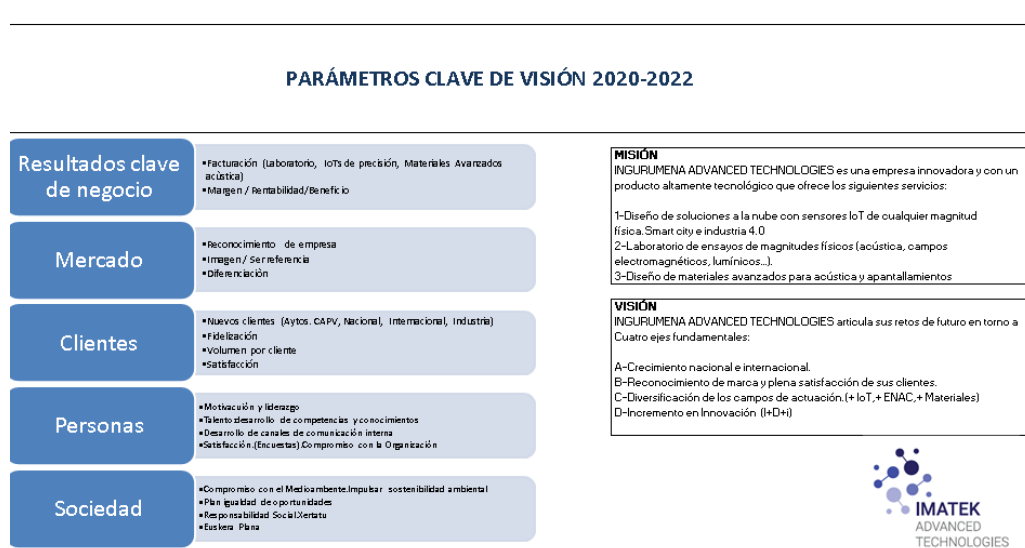 PARÁMETROS CLAVE DE VISIÓN 2020-2022
Resultados clave
de negocio
•Facturación (Laboratorio, IoTs de precisión, Materiales Avanzados
acústica)
•Margen / Rentabilidad/Beneficio
Mercado
•Reconocimiento de empresa
•Imagen / Ser referencia
•Diferenciación
Clientes
•Nuevos clientes (Aytos. CAPV, Nacional, Internacional, Industria)
•Fidelización
•Volumen por cliente
•Satisfacción
Personas
•Motivacuión y liderazgo
•Talento:desarrollo de competencias y conocimientos
•Desarrollo de canales de comunicación interna
•Satisfacción.(Encuestas).Compromiso con la Organización
Sociedad
•Compromiso con el Medioambente.Impulsar sostenibilidad ambiental
•Plan igualdad de oportunidades
•Responsabilidad Social.Xertatu
•Euskera Plana
MISIÓN
INGURUMENA ADVANCED TECHNOLOGIES es una empresa innovadora y con un
producto altamente tecnológico que ofrece los siguientes servicios:
1-Diseño de soluciones a la nube con sensores IoT de cualquier magnitud
física.Smart city e industria 4.0
2-Laboratorio de ensayos de magnitudes físicos (acústica, campos
electromagnéticos, lumínicos...).
3-Diseño de materiales avanzados para acústica y apantallamientos
VISIÓN
INGURUMENA ADVANCED TECHNOLOGIES articula sus retos de futuro en torno a
Cuatro ejes fundamentales:
A-Crecimiento nacional e internacional.
B-Reconocimiento de marca y plena satisfacción de sus clientes.
C-Diversificación de los campos de actuación.(+ IoT,+ ENAC,+ Materiales)
D-Incremento en Innovación (I+D+i)
IMATEK
ADVANCED
TECHNOLOGIES